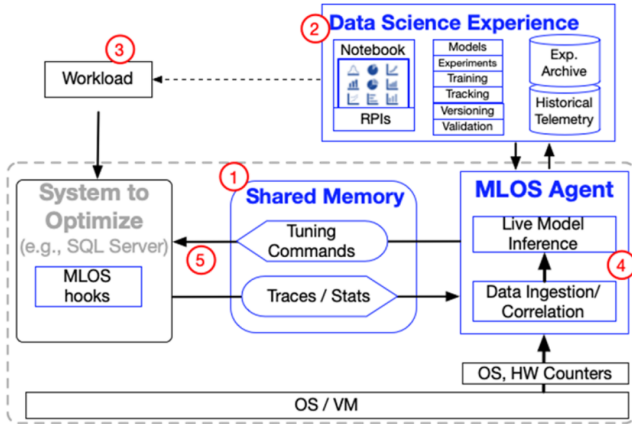 2
Data Science Experience
Notebook
RPIs
Models
Experiments
Training
Tracking
Versioning
Validation
Exp.
Archive
Historical
Telemetry
3
Workload
System to
Optimize
(e.g., SQL Server)
MLOS
hooks
1
Shared Memory
Tuning
Commands
5
Traces / Stats
MLOS Agent
Live Model
Inference
4
Data Ingestion/
Correlation
OS, HW Counters
OS / VM